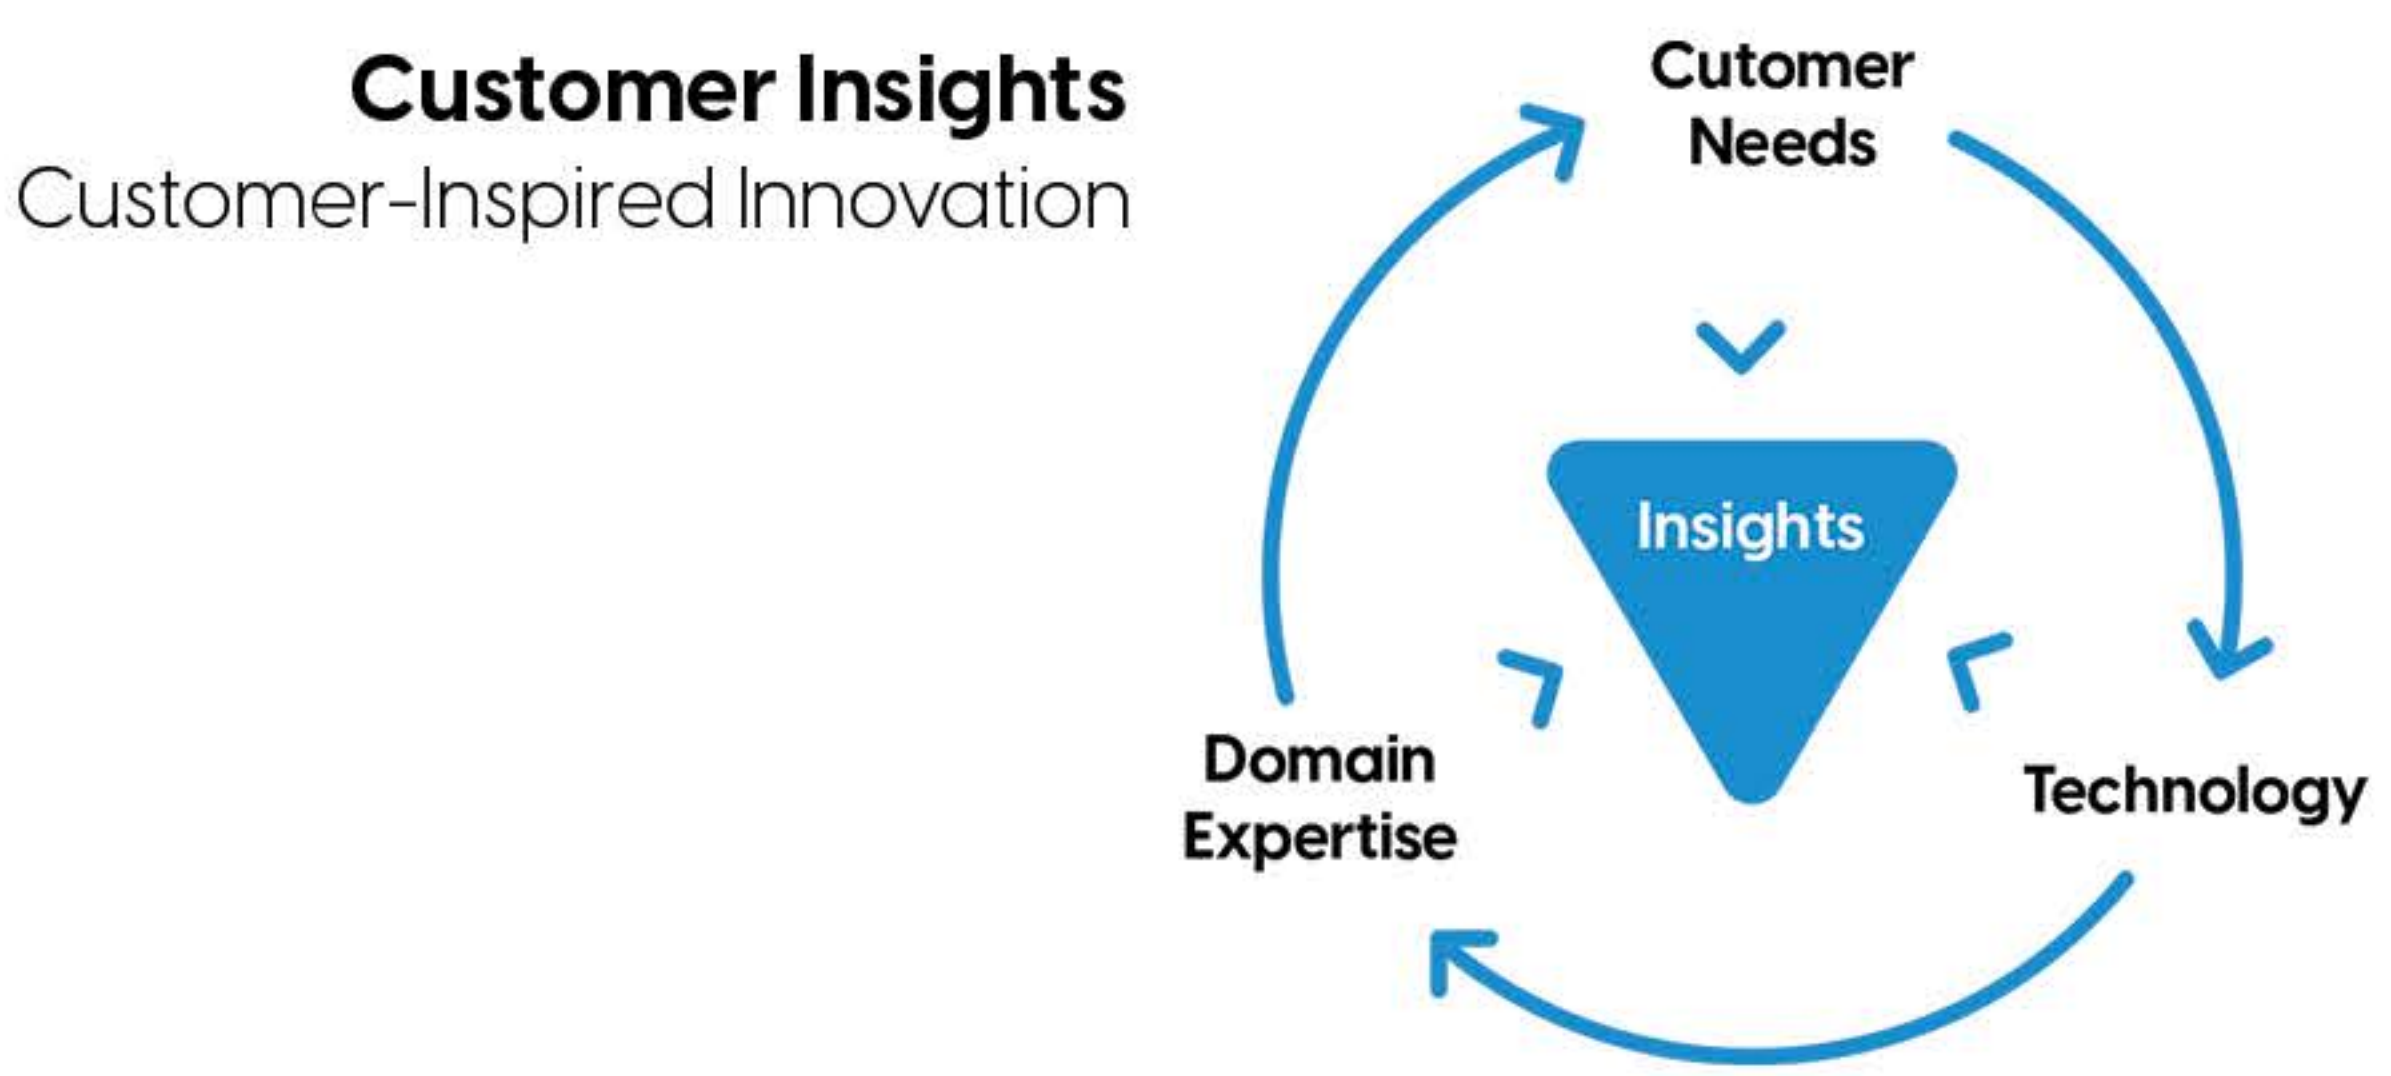 Customer Insights
Customer-Inspired Innovation
Cutomer
Needs
Insights
Domain
Expertise
Technology